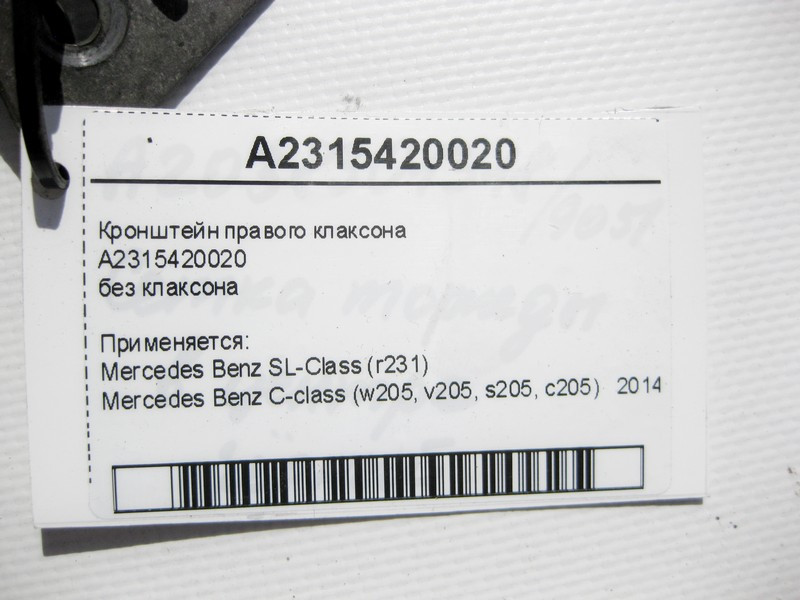 A2315420020
Кронштейн правого клаксона
A2315420020
без клаксона
Применяется:
Mercedes Benz SL-Class (r231)
Mercedes Benz C-class (w205, v205, s205, c205) 2014